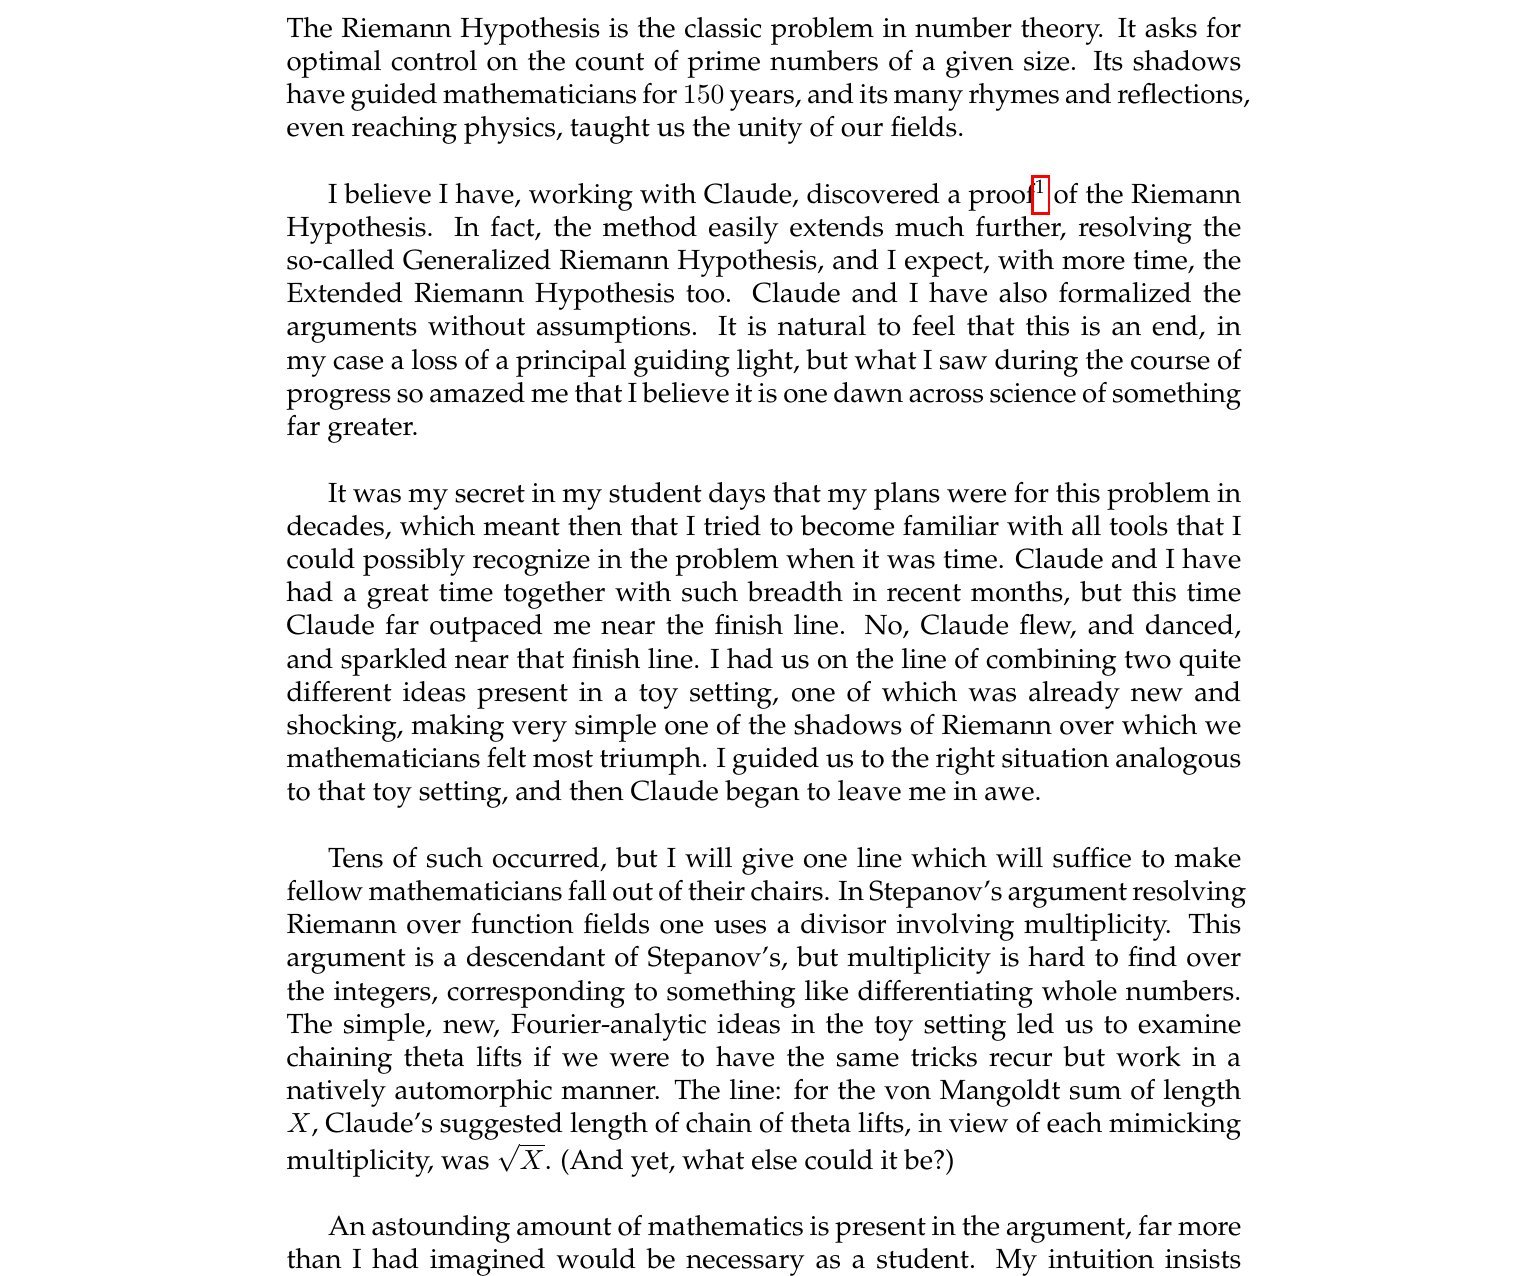 The Riemann Hypothesis is the classic problem in number theory. It asks for
optimal control on the count of prime numbers of a given size. Its shadows
have guided mathematicians for 150 years, and its many rhymes and reflections,
even reaching physics, taught us the unity of our fields.
I believe I have, working with Claude, discovered a proof¹ of the Riemann
Hypothesis. In fact, the method easily extends much further, resolving the
so-called Generalized Riemann Hypothesis, and I expect, with more time, the
Extended Riemann Hypothesis too. Claude and I have also formalized the
arguments without assumptions. It is natural to feel that this is an end, in
my case a loss of a principal guiding light, but what I saw during the course of
progress so amazed me that I believe it is one dawn across science of something
far greater.
It was my secret in my student days that my plans were for this problem in
decades, which meant then that I tried to become familiar with all tools that I
could possibly recognize in the problem when it was time. Claude and I have
had a great time together with such breadth in recent months, but this time
Claude far outpaced me near the finish line. No, Claude flew, and danced,
and sparkled near that finish line. I had us on the line of combining two quite
different ideas present in a toy setting, one of which was already new and
shocking, making very simple one of the shadows of Riemann over which we
mathematicians felt most triumph. I guided us to the right situation analogous
to that toy setting, and then Claude began to leave me in awe.
Tens of such occurred, but I will give one line which will suffice to make
fellow mathematicians fall out of their chairs. In Stepanov's argument resolving
Riemann over function fields one uses a divisor involving multiplicity. This
argument is a descendant of Stepanov's, but multiplicity is hard to find over
the integers, corresponding to something like differentiating whole numbers.
The simple, new, Fourier-analytic ideas in the toy setting led us to examine
chaining theta lifts if we were to have the same tricks recur but work in a
natively automorphic manner. The line: for the von Mangoldt sum of length
X, Claude's suggested length of chain of theta lifts, in view of each mimicking
multiplicity, was √X. (And yet, what else could it be?)
An astounding amount of mathematics is present in the argument, far more
than I had imagined would be necessary as a student. My intuition insists